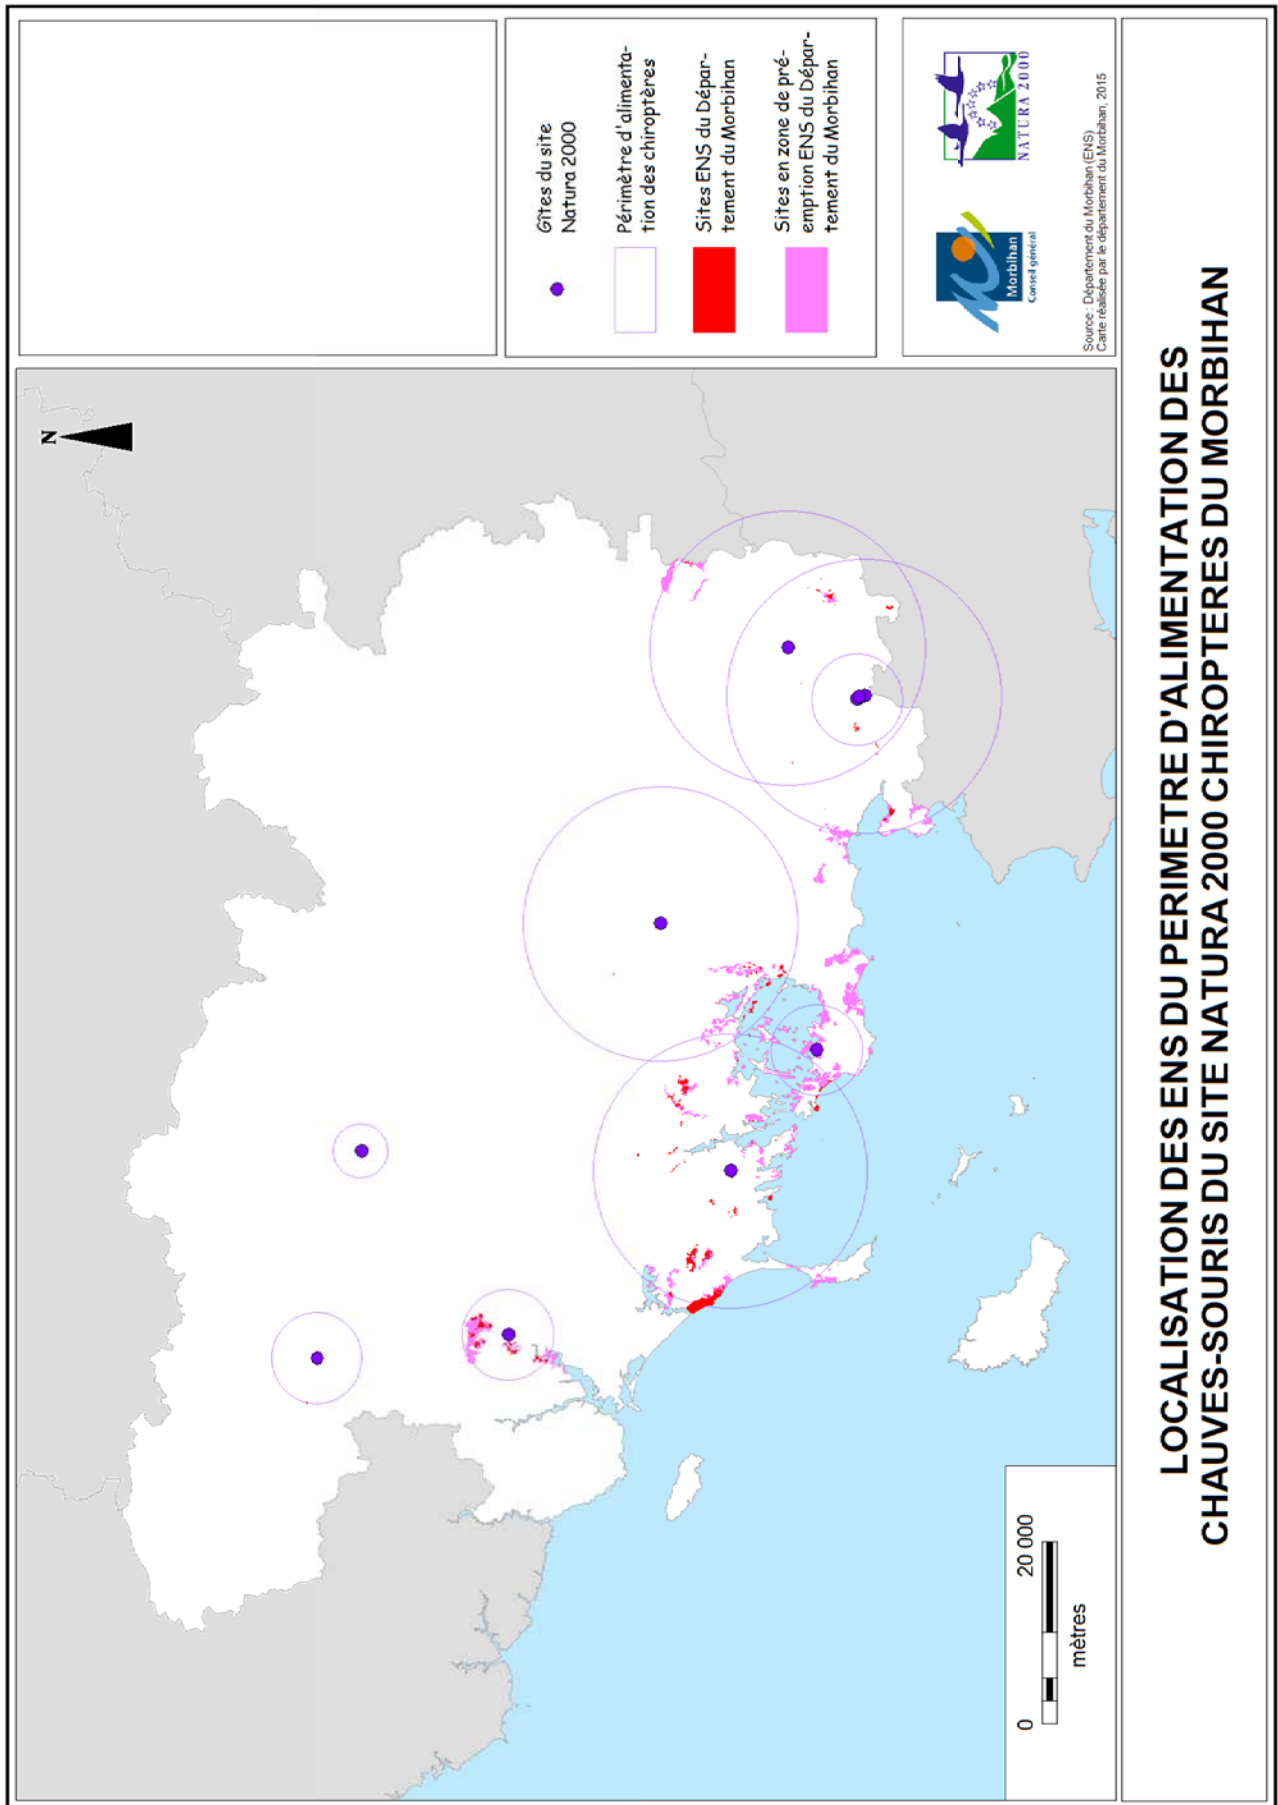 N
0
20 000
mètres
Gîtes du site
Natura 2000
Périmètre d'alimenta-
tion des chiroptères
Sites ENS du Dépar-
tement du Morbihan
Sites en zone de pré-
emption ENS du Dépar-
tement du Morbihan
Morbihan
Conseil général
NATURA 2000
Source : Département du Morbihan (ENS)
Carte réalisée par le département du Morbihan, 2015
LOCALISATION DES ENS DU PERIMETRE D'ALIMENTATION DES
CHAUVES-SOURIS DU SITE NATURA 2000 CHIROPTERES DU MORBIHAN